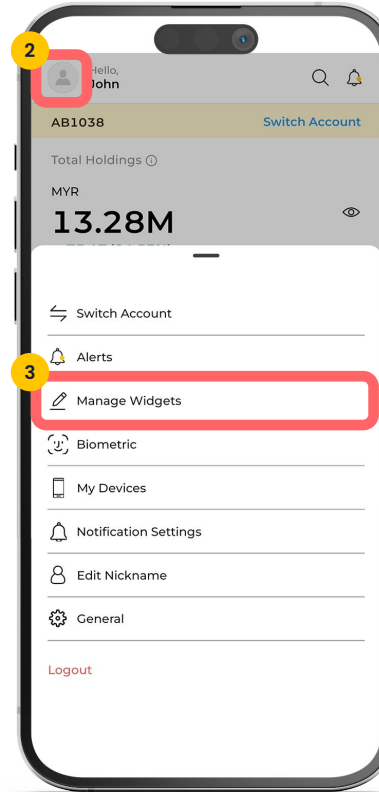 2
Hello,
John
AB1038 Switch Account
Total Holdings
MYR
13.28M
Switch Account
Alerts
3
Manage Widgets
Biometric
My Devices
Notification Settings
Edit Nickname
General
Logout